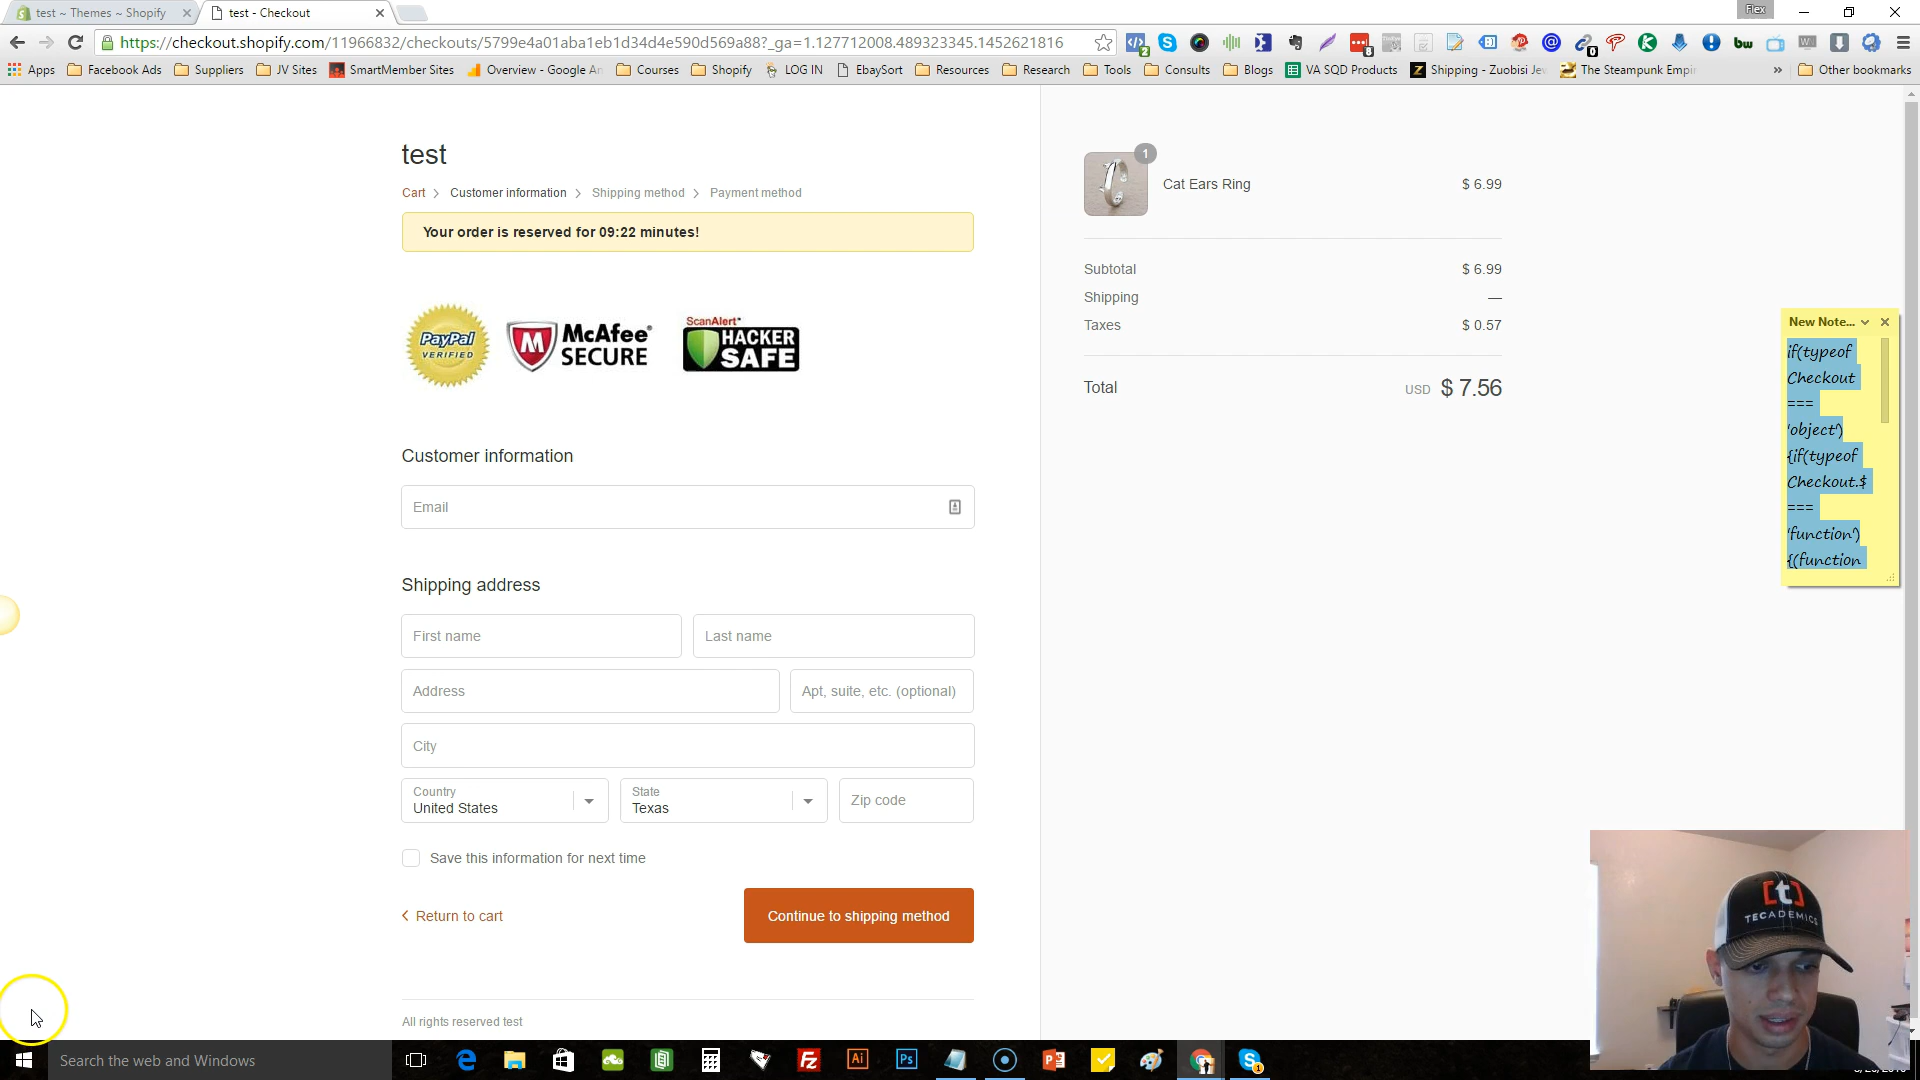 test ~ Themes ~ Shopify
test - Checkout
Flex
https://checkout.shopify.com/11966832/checkouts/5799e4a01aba1eb1d34d4e590d569a88?_ga=1.127712008.489323345.1452621816
Apps
Facebook Ads
Suppliers
JV Sites
SmartMember Sites
Overview - Google An
Courses
Shopify
LOG IN
EbaySort
Resources
Research
Tools
Consults
Blogs
VA SQD Products
Shipping - Zuobisi Je
The Steampunk Empi
Other bookmarks
test
Cart > Customer information > Shipping method > Payment method
Your order is reserved for 09:22 minutes!
PayPal
VERIFIED
McAfee
SECURE
ScanAlert
HACKER
SAFE
Customer information
Email
Shipping address
First name
Last name
Address
Apt, suite, etc. (optional)
City
Country
United States
State
Texas
Zip code
Save this information for next time
Return to cart
Continue to shipping method
All rights reserved test
1
Cat Ears Ring
$ 6.99
Subtotal
$ 6.99
Shipping
—
Taxes
$ 0.57
Total
USD $ 7.56
New Note...
if(typeof
Checkout
===
'object')
{if(typeof
Checkout.$
===
'function')
{(function
[t]
TECADEMICS
Search the web and Windows